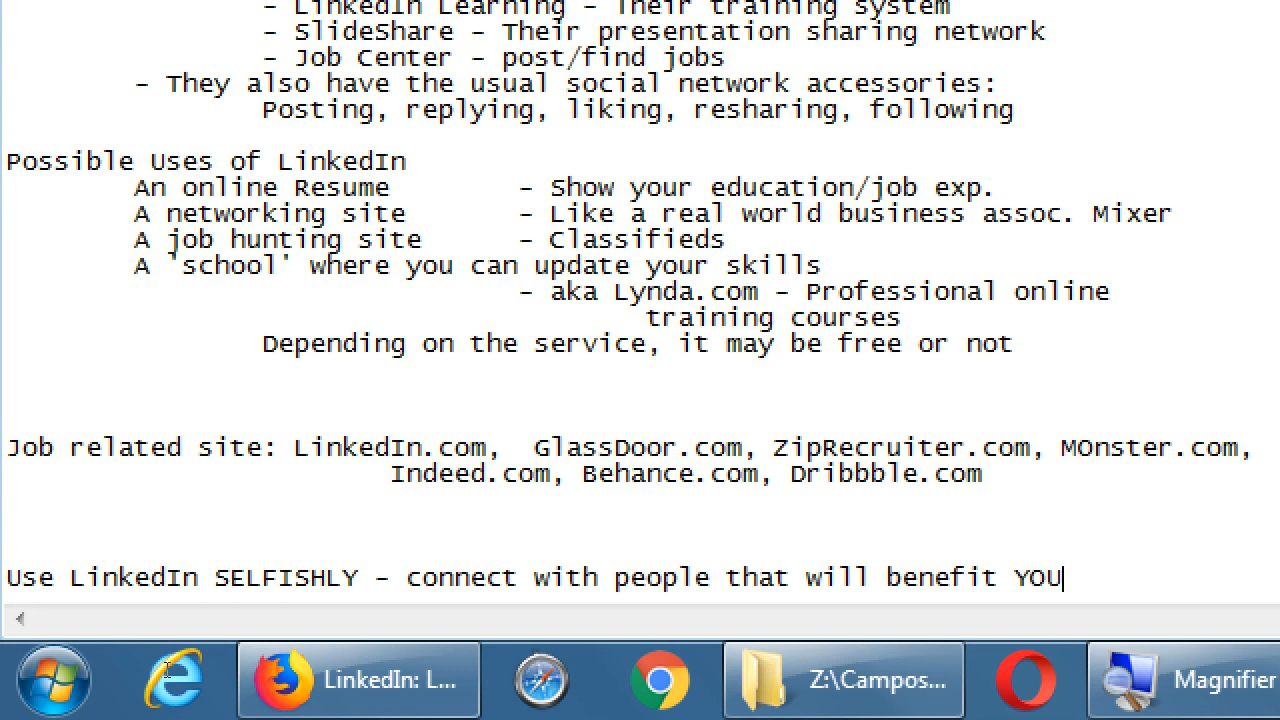 - LinkedIn Learning - Their training system
- SlideShare - Their presentation sharing network
- Job Center - post/find jobs
- They also have the usual social network accessories:
Posting, replying, liking, resharing, following
Possible Uses of LinkedIn
An online Resume - Show your education/job exp.
A networking site - Like a real world business assoc. Mixer
A job hunting site - Classifieds
A 'school' where you can update your skills
- aka Lynda.com - Professional online
training courses
Depending on the service, it may be free or not
Job related site: LinkedIn.com, GlassDoor.com, ZipRecruiter.com, MOnster.com,
Indeed.com, Behance.com, Dribbble.com
Use LinkedIn SELFISHLY - connect with people that will benefit YOU
LinkedIn: L... Z:\Campos... Magnifier